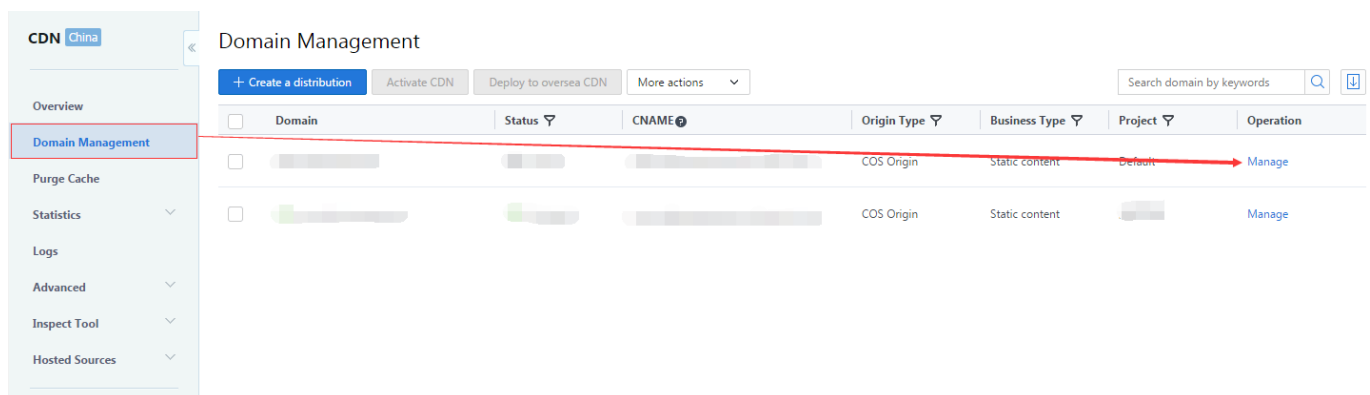 CDN China
Domain Management
+ Create a distribution Activate CDN Deploy to oversea CDN More actions Search domain by keywords
Overview
Domain Management
Purge Cache
Statistics
Logs
Advanced
Inspect Tool
Hosted Sources
Domain Status CNAME Origin Type Business Type Project Operation
COS Origin Static content Default Manage
COS Origin Static content Manage